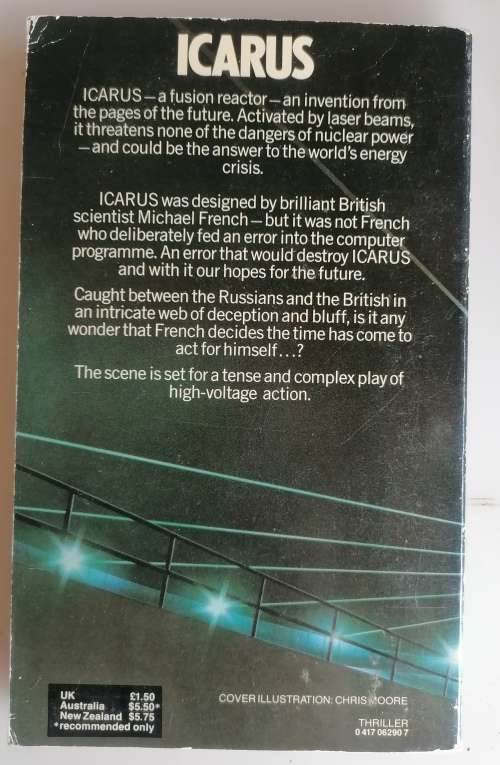 ICARUS
ICARUS – a fusion reactor – an invention from
the pages of the future. Activated by laser beams,
it threatens none of the dangers of nuclear power
– and could be the answer to the world's energy
crisis.
ICARUS was designed by brilliant British
scientist Michael French – but it was not French
who deliberately fed an error into the computer
programme. An error that would destroy ICARUS
and with it our hopes for the future.
Caught between the Russians and the British in
an intricate web of deception and bluff, is it any
wonder that French decides the time has come to
act for himself...?
The scene is set for a tense and complex play of
high-voltage action.
UK £1.50
Australia $5.50*
New Zealand $5.75
*recommended only
COVER ILLUSTRATION: CHRIS MOORE
THRILLER
0 417 06290 7